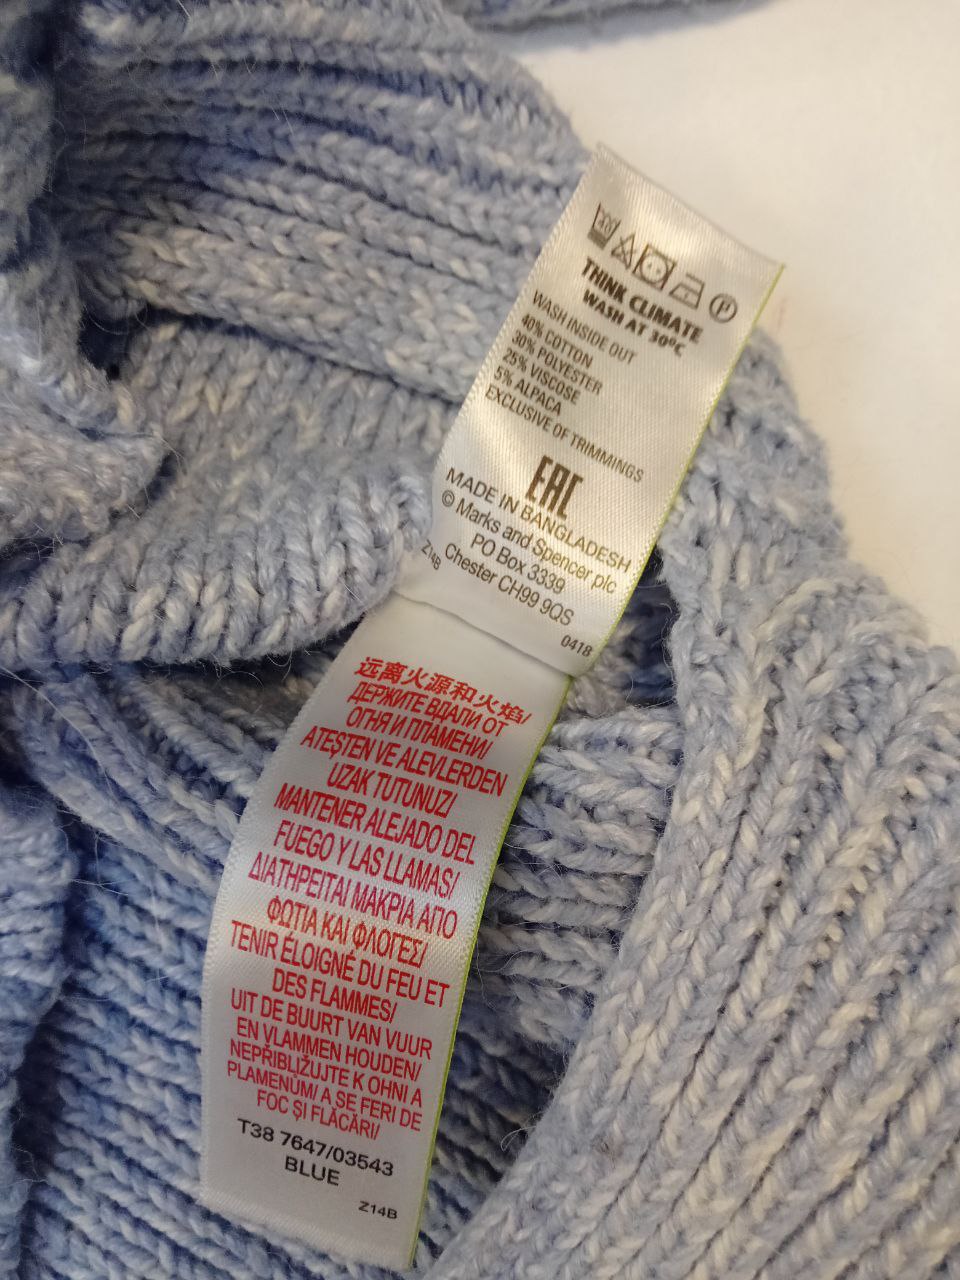 THINK CLIMATE
WASH AT 30°C
WASH INSIDE OUT
40% COTTON
30% POLYESTER
25% VISCOSE
5% ALPACA
EXCLUSIVE OF TRIMMINGS
EAC
MADE IN BANGLADESH
© Marks and Spencer plc
PO Box 3339
Chester CH99 9QS
Z14B
0418
远离火源和火焰/
ДЕРЖИТЕ ВДАЛИ ОТ
ОГНЯ И ПЛАМЕНИ/
ATEŞTEN VE ALEVLERDEN
UZAK TUTUNUZ/
MANTENER ALEJADO DEL
FUEGO Y LAS LLAMAS/
ΔΙΑΤΗΡΕΙΤΑΙ ΜΑΚΡΙΑ ΑΠΟ
ΦΩΤΙΑ ΚΑΙ ΦΛΟΓΕΣ/
TENIR ÉLOIGNÉ DU FEU ET
DES FLAMMES/
UIT DE BUURT VAN VUUR
EN VLAMMEN HOUDEN/
NEPŘIBLIŽUJTE K OHNI A
PLAMENŮM/ A SE FERI DE
FOC ȘI FLĂCĂRI/
T38 7647/03543
BLUE
Z14B